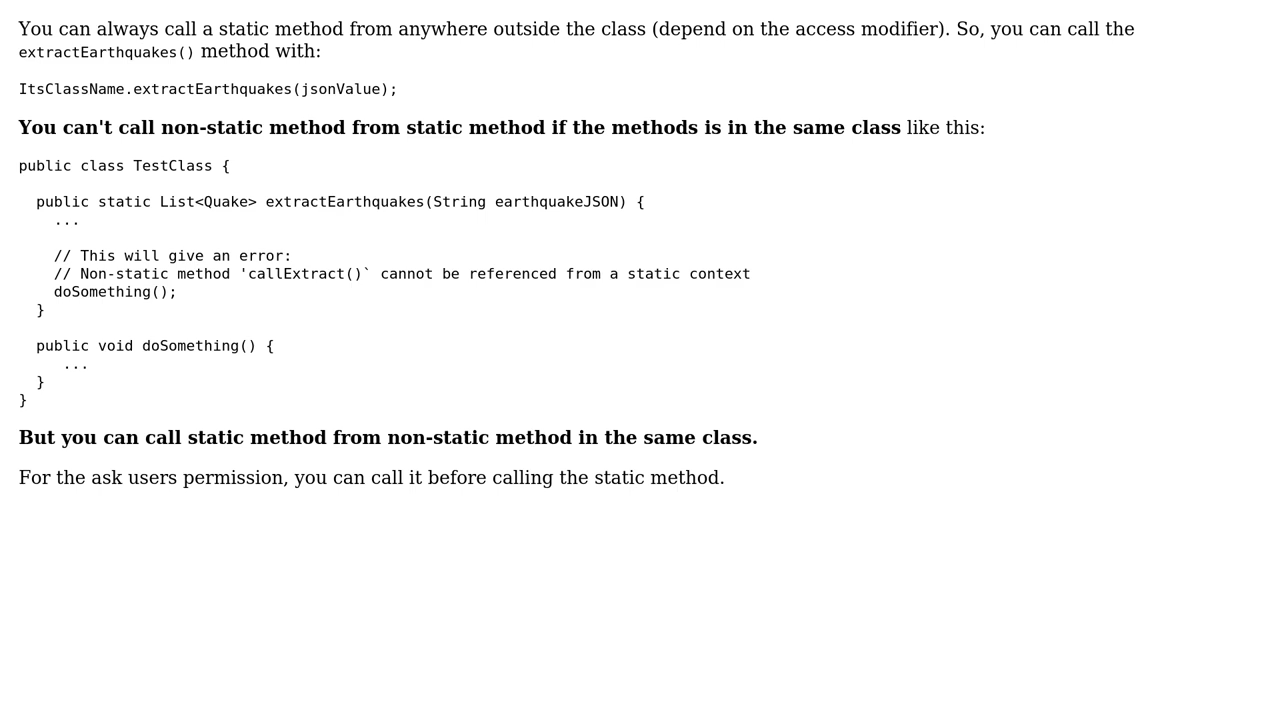 You can always call a static method from anywhere outside the class (depend on the access modifier). So, you can call the
extractEarthquakes() method with:
ItsClassName.extractEarthquakes(jsonValue);
You can't call non-static method from static method if the methods is in the same class like this:
public class TestClass {
  public static List<Quake> extractEarthquakes(String earthquakeJSON) {
    ...
    // This will give an error:
    // Non-static method 'callExtract()` cannot be referenced from a static context
    doSomething();
  }
  public void doSomething() {
     ...
  }
}
But you can call static method from non-static method in the same class.
For the ask users permission, you can call it before calling the static method.